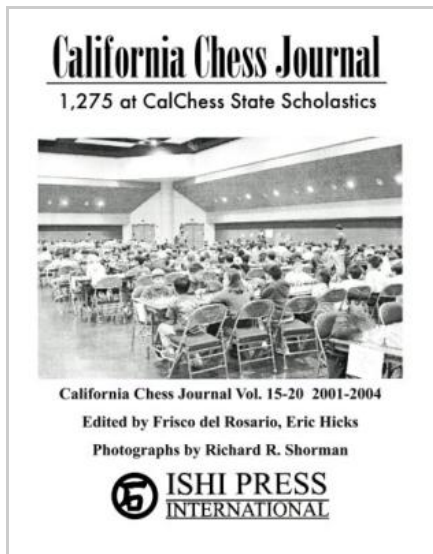 California Chess Journal
1,275 at CalChess State Scholastics
California Chess Journal Vol. 15-20 2001-2004
Edited by Frisco del Rosario, Eric Hicks
Photographs by Richard R. Shorman
石
ISHI PRESS
INTERNATIONAL